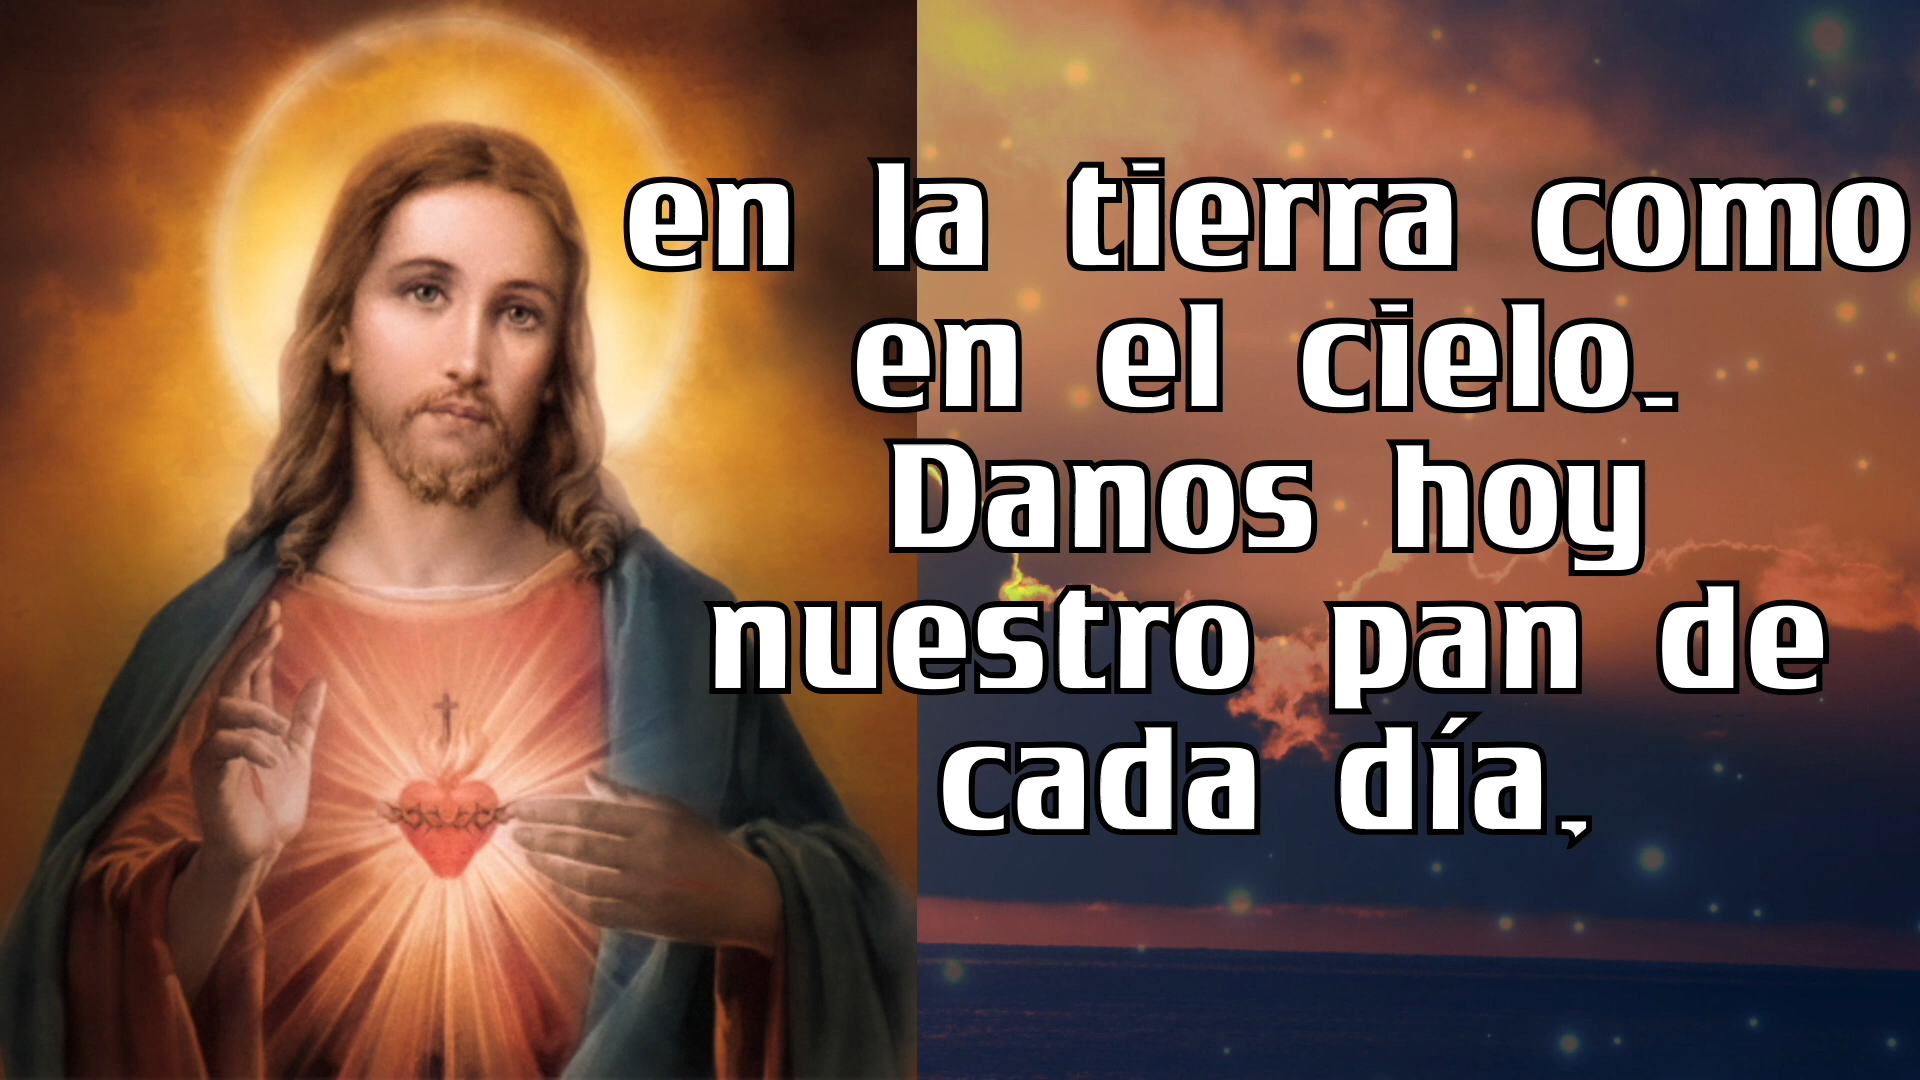 en la tierra como
en el cielo.
Danos hoy
nuestro pan de
cada día,